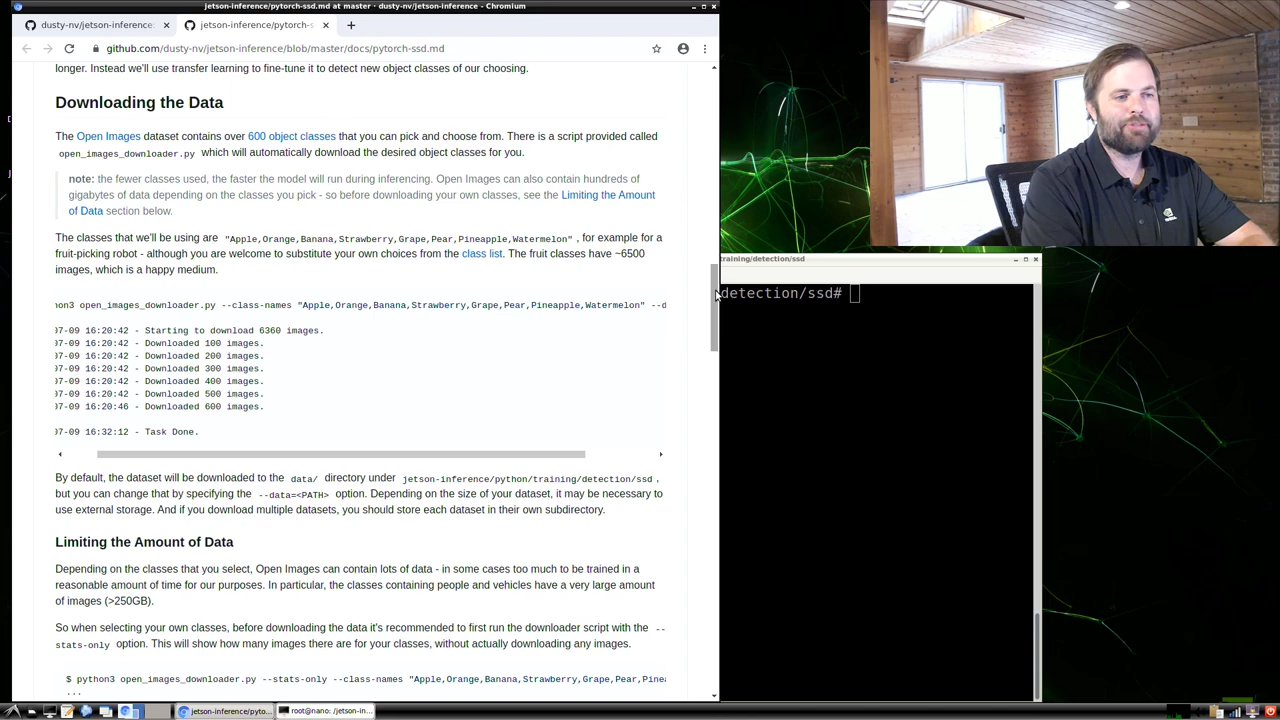 jetson-inference/pytorch-ssd.md at master · dusty-nv/jetson-inference - Chromium
dusty-nv/jetson-inference
jetson-inference/pytorch-s
github.com/dusty-nv/jetson-inference/blob/master/docs/pytorch-ssd.md
longer. Instead we'll use transfer learning to fine-tune it to detect new object classes of our choosing.
Downloading the Data
The Open Images dataset contains over 600 object classes that you can pick and choose from. There is a script provided called
open_images_downloader.py which will automatically download the desired object classes for you.
note: the fewer classes used, the faster the model will run during inferencing. Open Images can also contain hundreds of
gigabytes of data depending on the classes you pick - so before downloading your own classes, see the Limiting the Amount
of Data section below.
The classes that we'll be using are "Apple,Orange,Banana,Strawberry,Grape,Pear,Pineapple,Watermelon" , for example for a
fruit-picking robot - although you are welcome to substitute your own choices from the class list. The fruit classes have ~6500
images, which is a happy medium.
hon3 open_images_downloader.py --class-names "Apple,Orange,Banana,Strawberry,Grape,Pear,Pineapple,Watermelon" --d
07-09 16:20:42 - Starting to download 6360 images.
07-09 16:20:42 - Downloaded 100 images.
07-09 16:20:42 - Downloaded 200 images.
07-09 16:20:42 - Downloaded 300 images.
07-09 16:20:42 - Downloaded 400 images.
07-09 16:20:42 - Downloaded 500 images.
07-09 16:20:46 - Downloaded 600 images.
07-09 16:32:12 - Task Done.
By default, the dataset will be downloaded to the data/ directory under jetson-inference/python/training/detection/ssd ,
but you can change that by specifying the --data=<PATH> option. Depending on the size of your dataset, it may be necessary to
use external storage. And if you download multiple datasets, you should store each dataset in their own subdirectory.
Limiting the Amount of Data
Depending on the classes that you select, Open Images can contain lots of data - in some cases too much to be trained in a
reasonable amount of time for our purposes. In particular, the classes containing people and vehicles have a very large amount
of images (>250GB).
So when selecting your own classes, before downloading the data it's recommended to first run the downloader script with the --
stats-only option. This will show how many images there are for your classes, without actually downloading any images.
$ python3 open_images_downloader.py --stats-only --class-names "Apple,Orange,Banana,Strawberry,Grape,Pear,Pinea
...
training/detection/ssd
detection/ssd#
jetson-inference/pyto...
root@nano: /jetson-in...